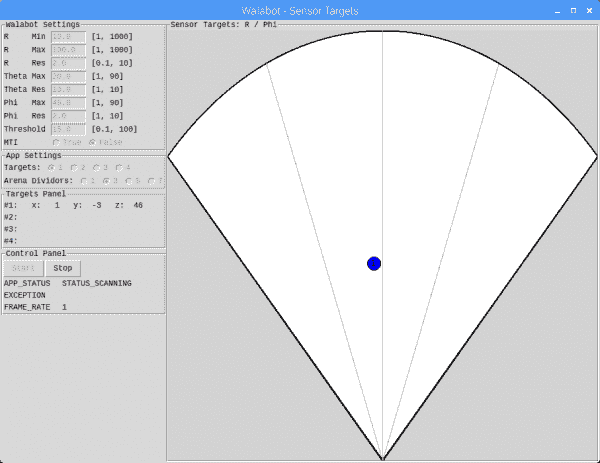 Walabot - Sensor Targets
Walabot Settings
R Min 10.0 [1, 1000]
R Max 100.0 [1, 1000]
R Res 2.0 [0.1, 10]
Theta Max 20.0 [1, 90]
Theta Res 10.0 [1, 10]
Phi Max 45.0 [1, 90]
Phi Res 2.0 [1, 10]
Threshold 15.0 [0.1, 100]
MTI True False
App Settings
Targets: 1 2 3 4
Arena Dividors: 1 2 3
Targets Panel
#1: x: 1 y: -3 z: 46
#2:
#3:
#4:
Control Panel
Start Stop
APP_STATUS STATUS_SCANNING
EXCEPTION
FRAME_RATE 1
Sensor Targets: R / Phi